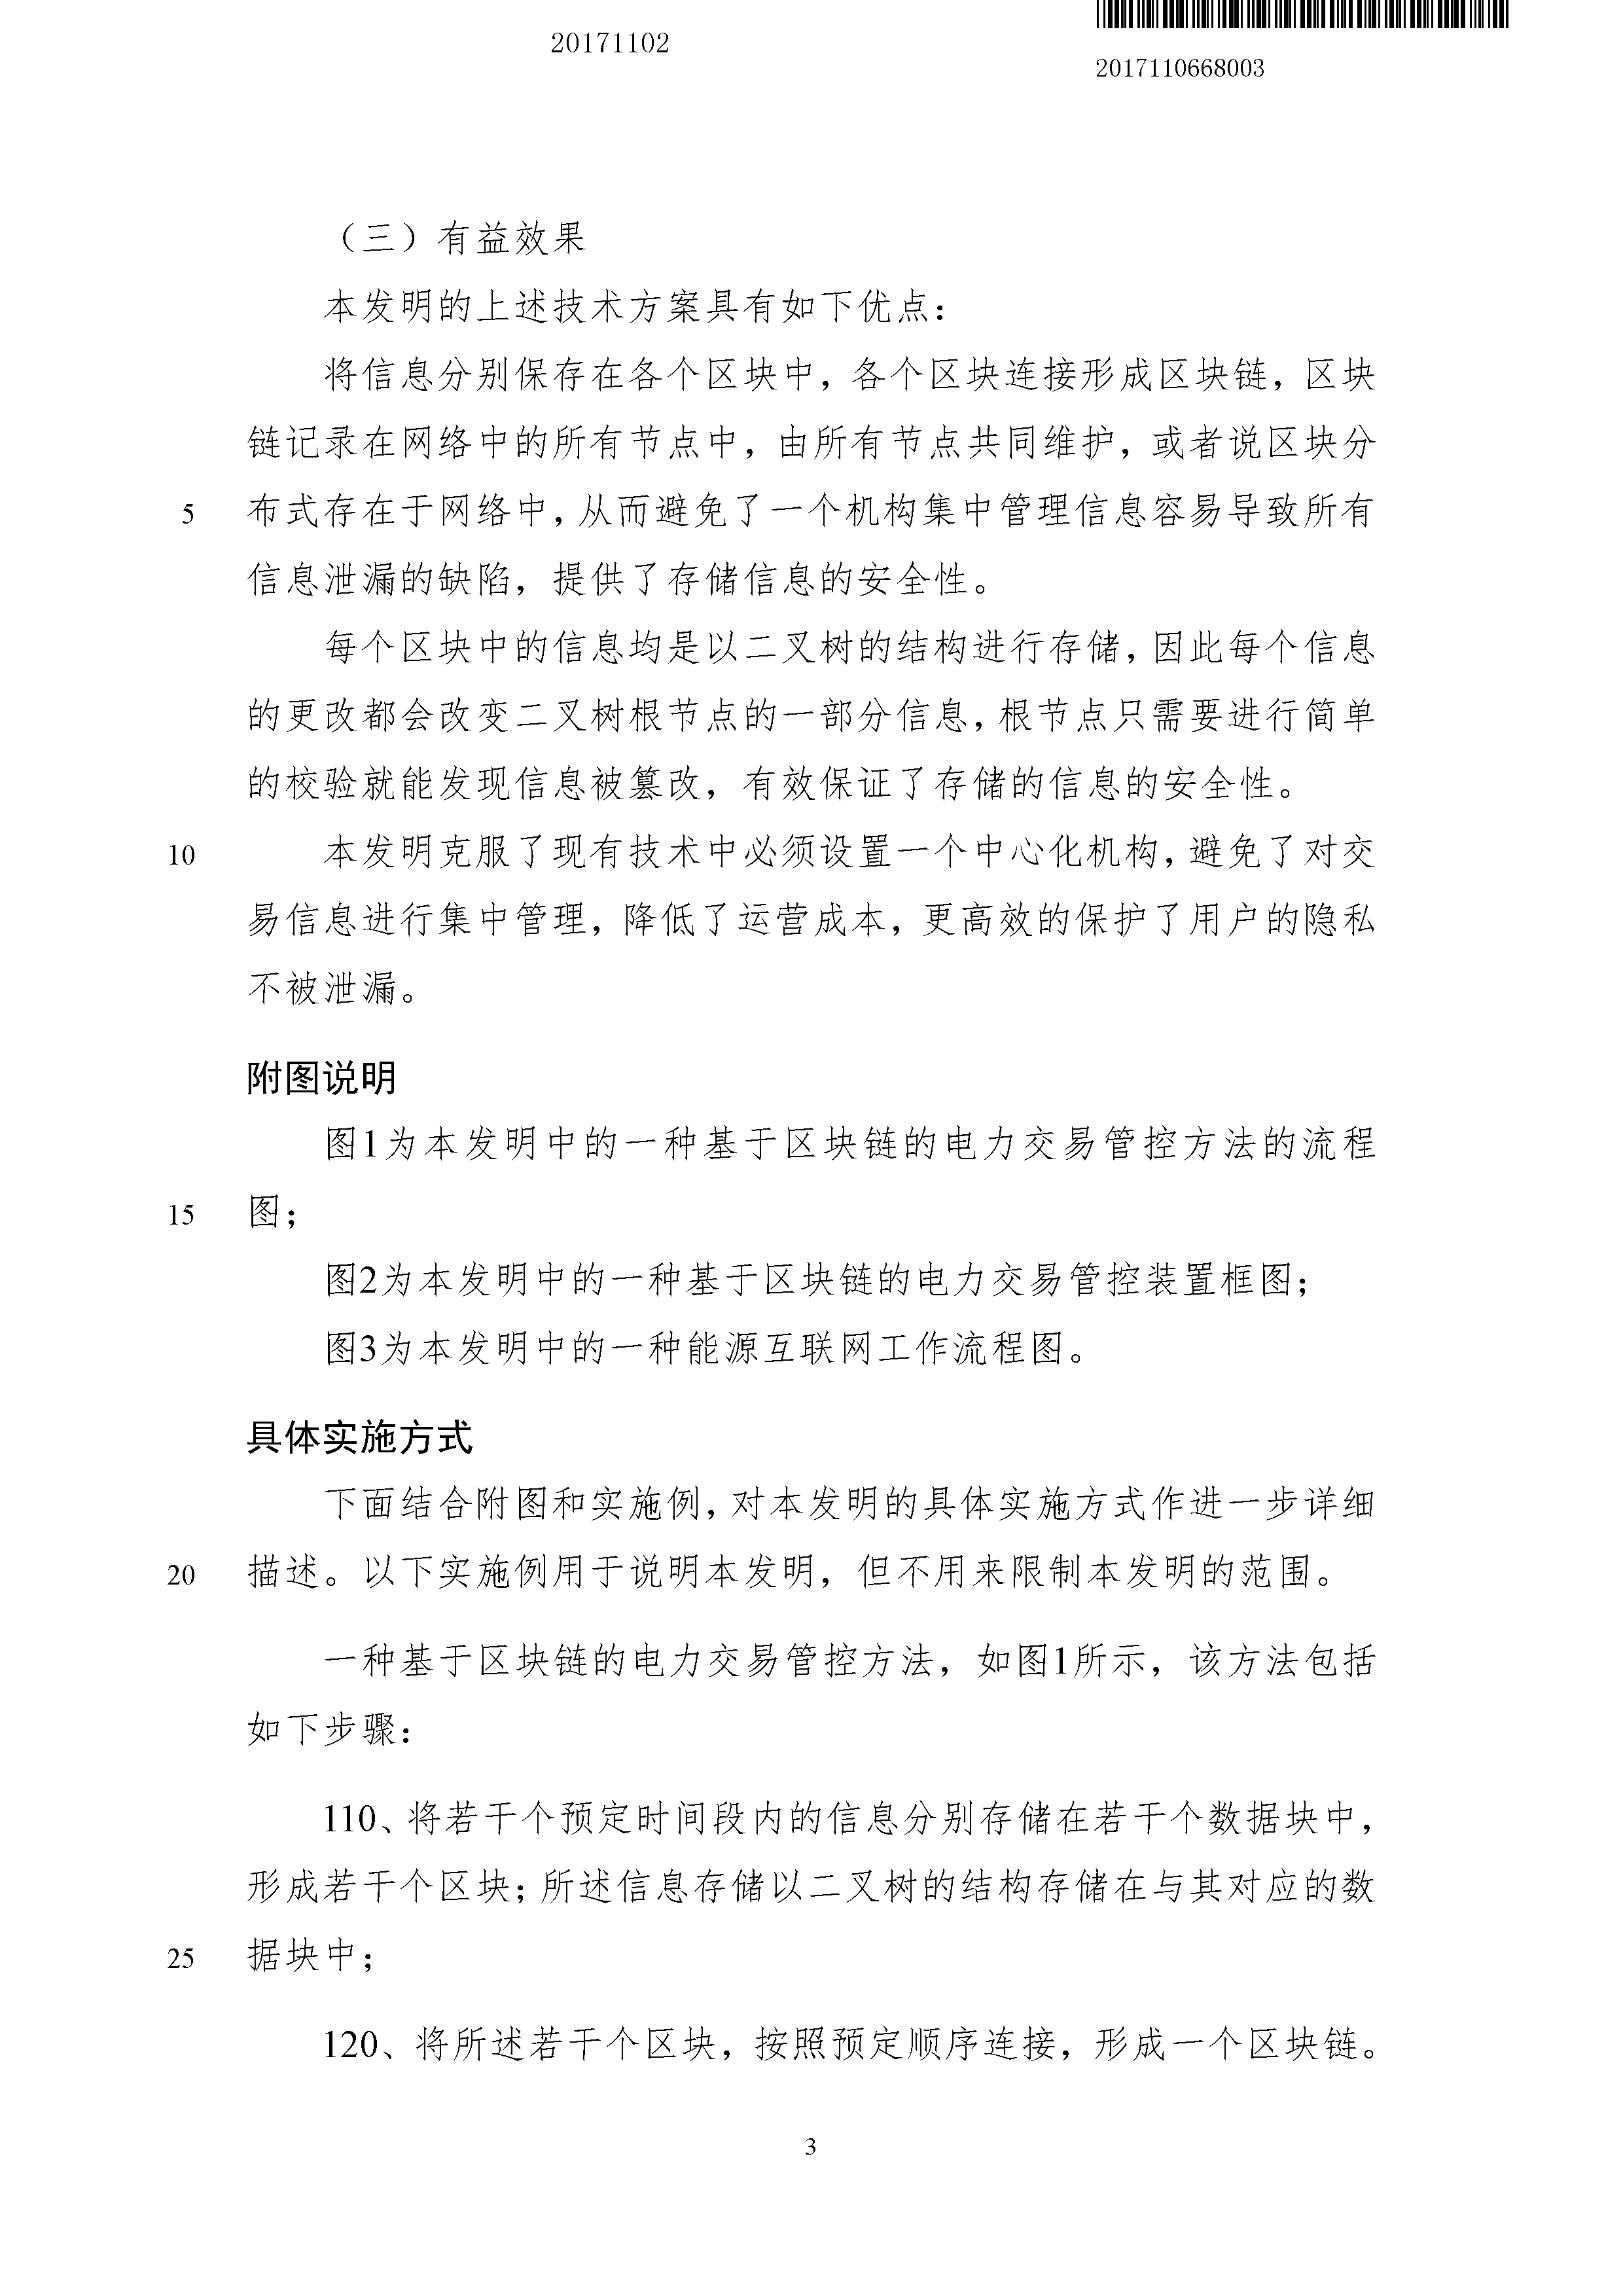 20171102
2017110668003
（三）有益效果
本发明的上述技术方案具有如下优点：
将信息分别保存在各个区块中，各个区块连接形成区块链，区块
链记录在网络中的所有节点中，由所有节点共同维护，或者说区块分
5 布式存在于网络中，从而避免了一个机构集中管理信息容易导致所有
信息泄漏的缺陷，提供了存储信息的安全性。
每个区块中的信息均是以二叉树的结构进行存储，因此每个信息
的更改都会改变二叉树根节点的一部分信息，根节点只需要进行简单
的校验就能发现信息被篡改，有效保证了存储的信息的安全性。
10 本发明克服了现有技术中必须设置一个中心化机构，避免了对交
易信息进行集中管理，降低了运营成本，更高效的保护了用户的隐私
不被泄漏。
附图说明
图1为本发明中的一种基于区块链的电力交易管控方法的流程
15 图；
图2为本发明中的一种基于区块链的电力交易管控装置框图；
图3为本发明中的一种能源互联网工作流程图。
具体实施方式
下面结合附图和实施例，对本发明的具体实施方式作进一步详细
20 描述。以下实施例用于说明本发明，但不用来限制本发明的范围。
一种基于区块链的电力交易管控方法，如图1所示，该方法包括
如下步骤：
110、将若干个预定时间段内的信息分别存储在若干个数据块中，
形成若干个区块；所述信息存储以二叉树的结构存储在与其对应的数
25 据块中；
120、将所述若干个区块，按照预定顺序连接，形成一个区块链。
3